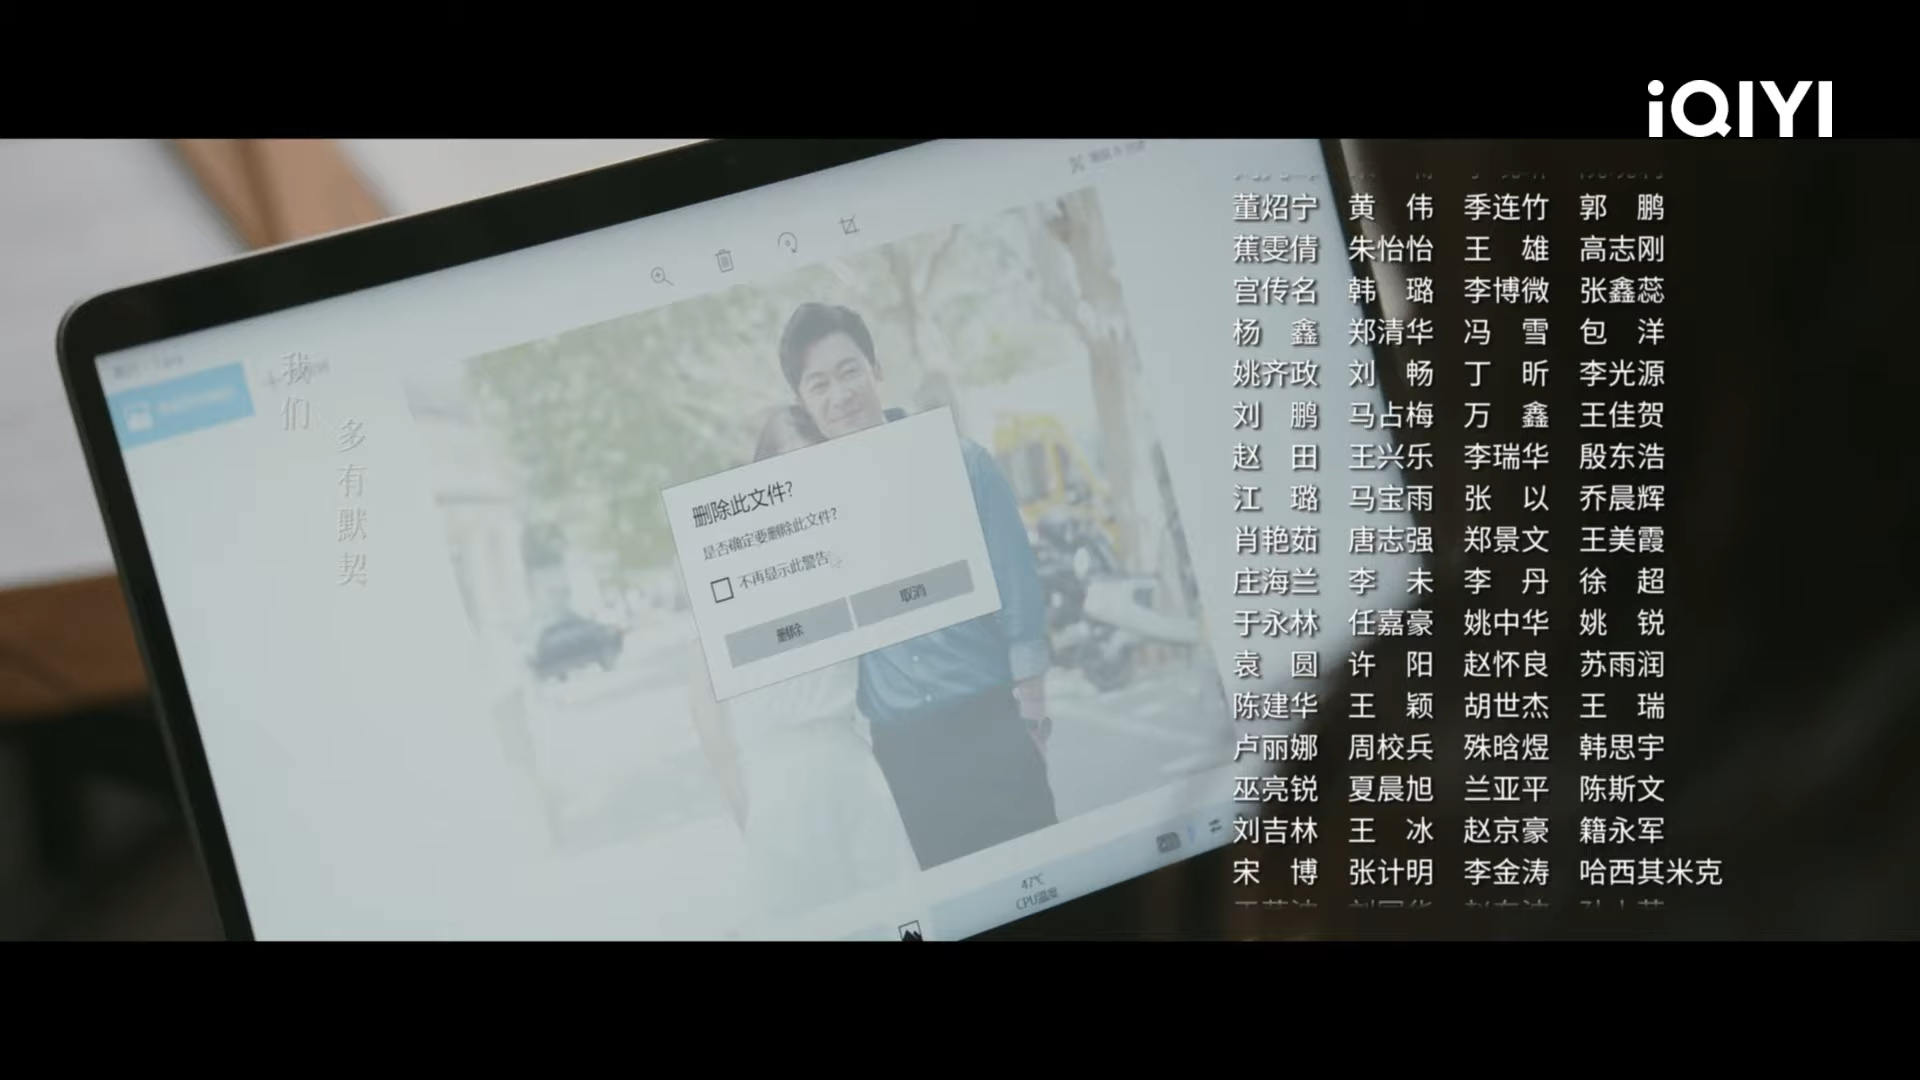 iQIYI
我们
多有默契
删除此文件?
是否确定要删除此文件?
不再显示此警告
删除
取消
47℃
CPU温度
董炤宁 黄 伟 季连竹 郭 鹏
蕉雯倩 朱怡怡 王 雄 高志刚
宫传名 韩 璐 李博微 张鑫蕊
杨 鑫 郑清华 冯 雪 包 洋
姚齐政 刘 畅 丁 昕 李光源
刘 鹏 马占梅 万 鑫 王佳贺
赵 田 王兴乐 李瑞华 殷东浩
江 璐 马宝雨 张 以 乔晨辉
肖艳茹 唐志强 郑景文 王美霞
庄海兰 李 未 李 丹 徐 超
于永林 任嘉豪 姚中华 姚 锐
袁 圆 许 阳 赵怀良 苏雨润
陈建华 王 颖 胡世杰 王 瑞
卢丽娜 周校兵 殊晗煜 韩思宇
巫亮锐 夏晨旭 兰亚平 陈斯文
刘吉林 王 冰 赵京豪 籍永军
宋 博 张计明 李金涛 哈西其米克